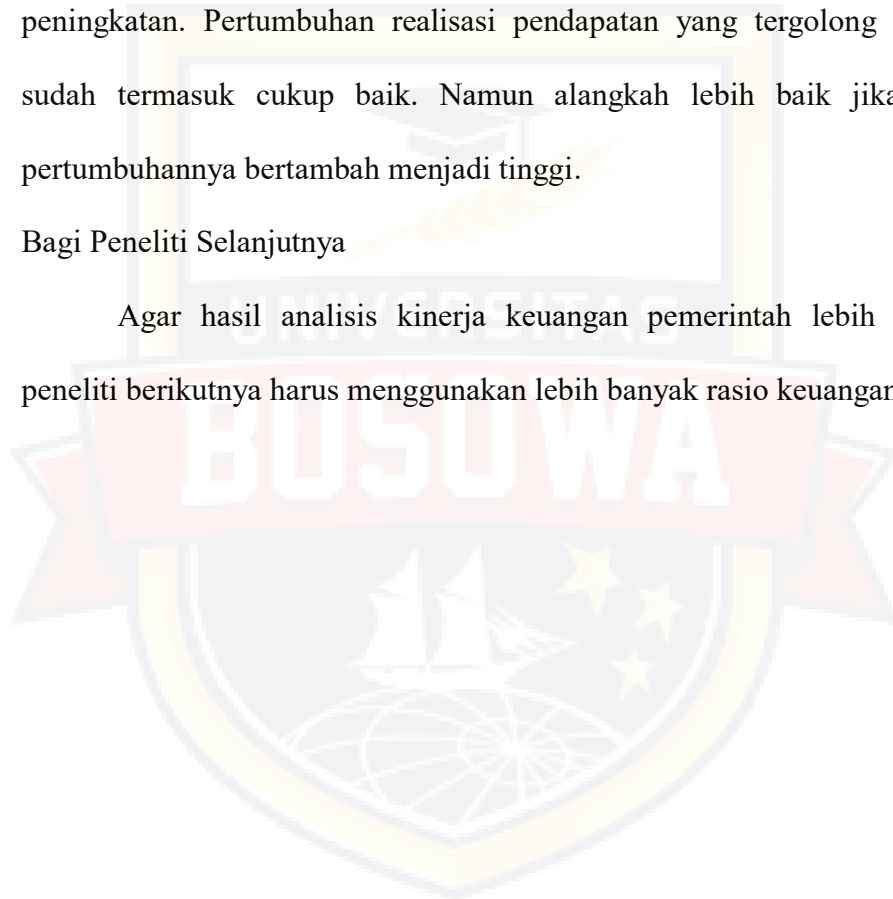 peningkatan. Pertumbuhan realisasi pendapatan yang tergolong
sudah termasuk cukup baik. Namun alangkah lebih baik jika
pertumbuhannya bertambah menjadi tinggi.
Bagi Peneliti Selanjutnya
Agar hasil analisis kinerja keuangan pemerintah lebih
peneliti berikutnya harus menggunakan lebih banyak rasio keuangan
UNIVERSITAS
BOSOWA